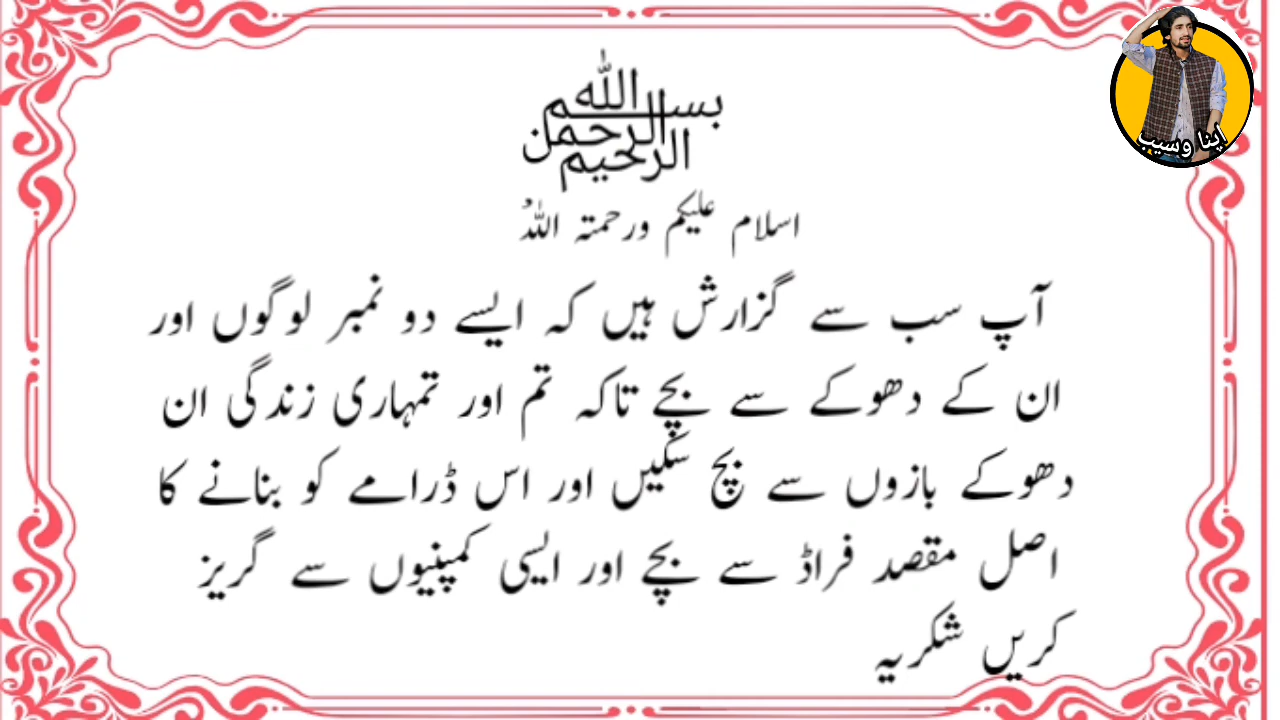 بسم الله الرحمن الرحيم
اپنا وسیب
اسلام علیکم ورحمتہ اللہ
آپ سب سے گزارش ہیں کہ ایسے دو نمبر لوگوں اور
ان کے دھوکے سے بچے تاکہ تم اور تمہاری زندگی ان
دھوکے بازوں سے بچ سکیں اور اس ڈرامے کو بنانے کا
اصل مقصد فراڈ سے بچے اور ایسی کمپنیوں سے گریز
کریں شکریہ